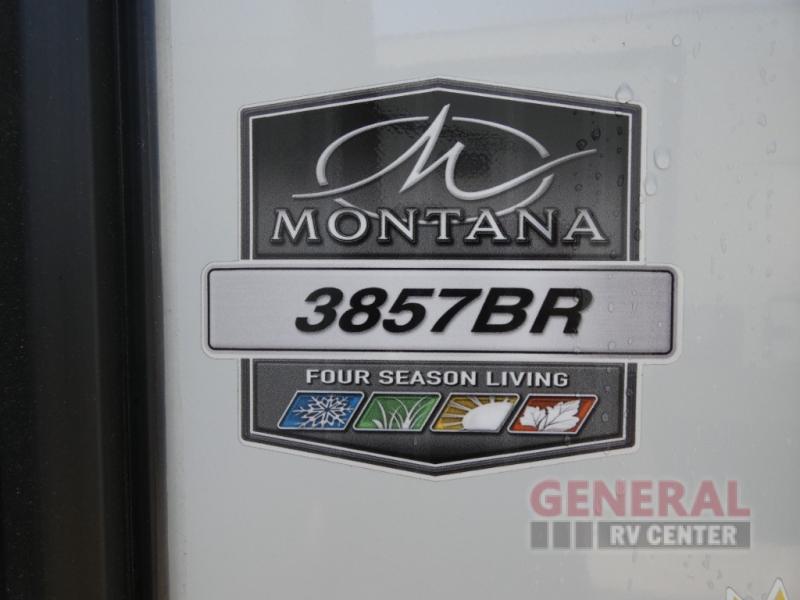 MONTANA
3857BR
FOUR SEASON LIVING
GENERAL
RV CENTER